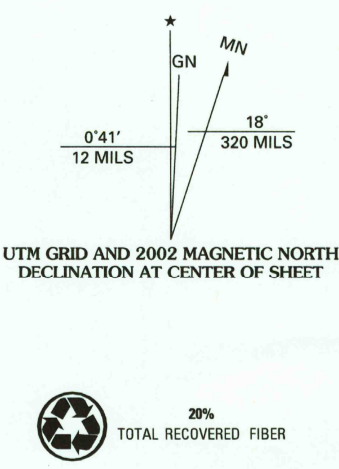 ★
MN
GN
0°41′
12 MILS
18°
320 MILS
UTM GRID AND 2002 MAGNETIC NORTH
DECLINATION AT CENTER OF SHEET
20%
TOTAL RECOVERED FIBER